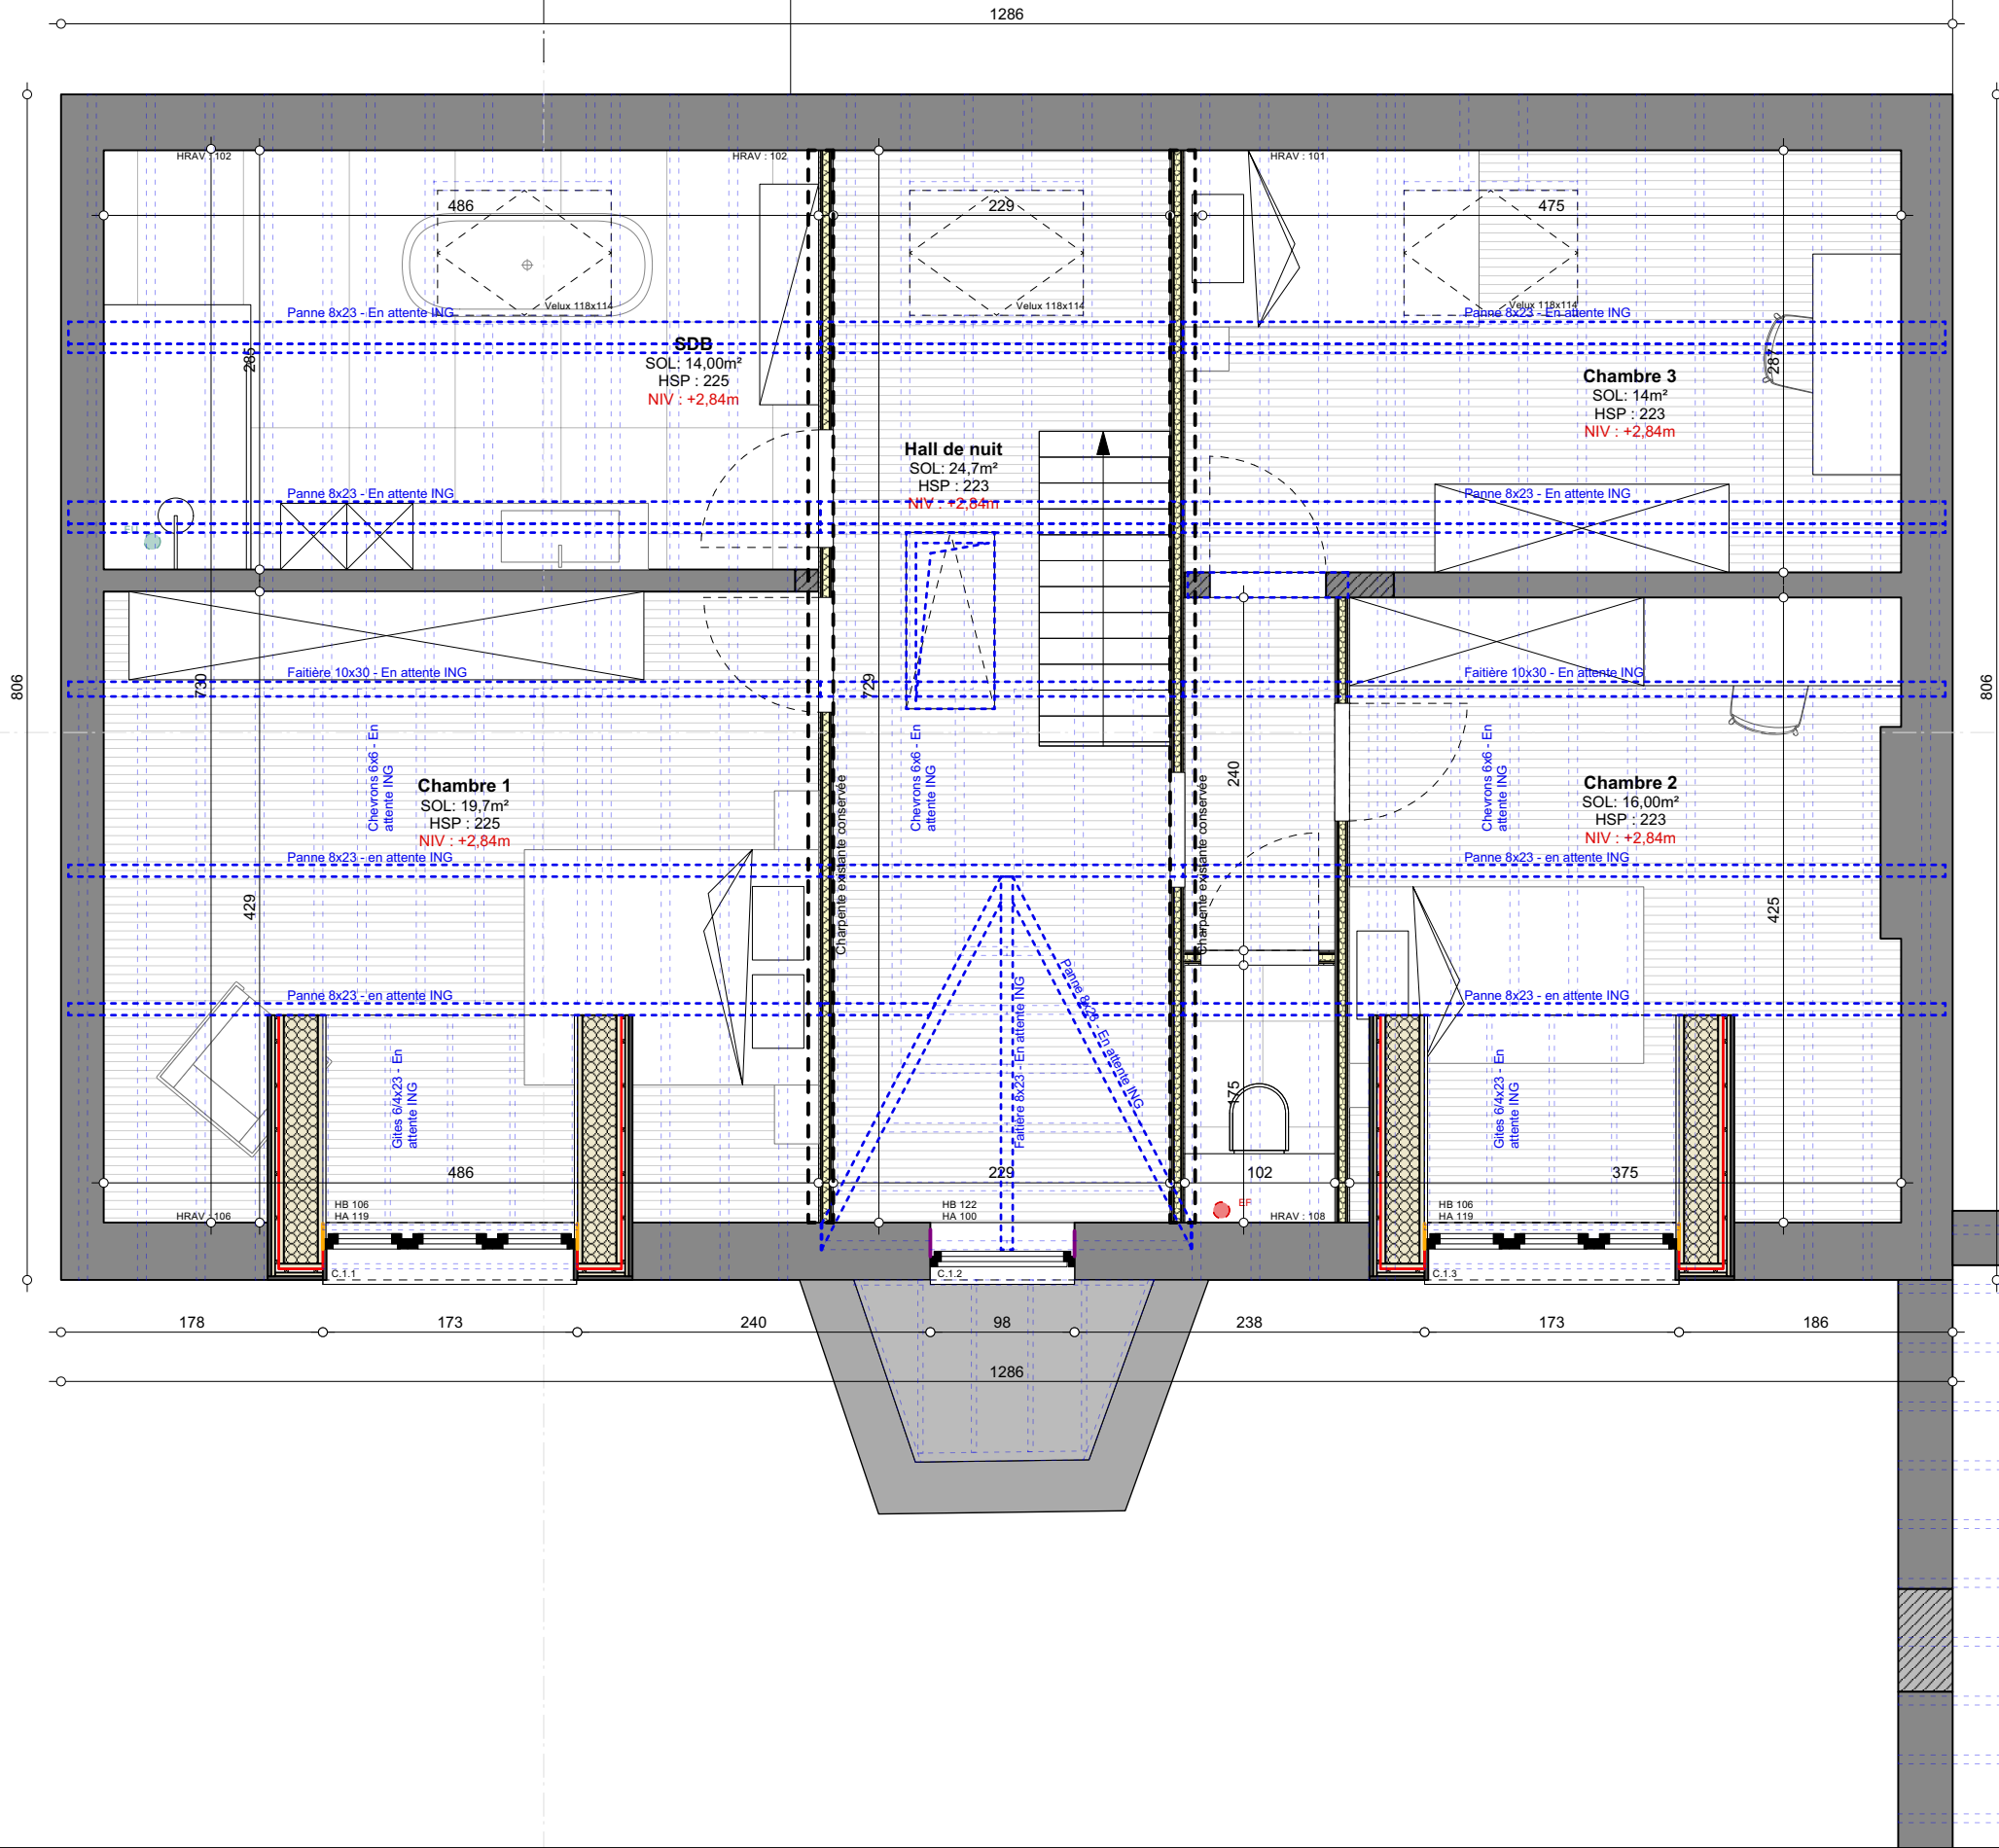 1286
HRAV : 102
HRAV : 102
HRAV : 101
486
229
475
Velux 118x114
Velux 118x114
Velux 118x114
Panne 8x23 - En attente ING
Panne 8x23 - En attente ING
285
SDB
SOL: 14,00m²
HSP : 225
NIV : +2,84m
287
Chambre 3
SOL: 14m²
HSP : 223
NIV : +2,84m
Hall de nuit
SOL: 24,7m²
HSP : 223
NIV : +2,84m
Panne 8x23 - En attente ING
Panne 8x23 - En attente ING
EU
806
730
729
806
Faitière 10x30 - En attente ING
Faitière 10x30 - En attente ING
Chevrons 6x6 - En
attente ING
Chevrons 6x6 - En
attente ING
Chevrons 6x6 - En
attente ING
240
Chambre 1
SOL: 19,7m²
HSP : 225
NIV : +2,84m
Chambre 2
SOL: 16,00m²
HSP : 223
NIV : +2,84m
Charpente existante conservée
Charpente existante conservée
Panne 8x23 - en attente ING
Panne 8x23 - en attente ING
429
425
Panne 8x23 - en attente ING
Panne 8x23 - en attente ING
Faitière 8x23 - En attente ING
Panne 8x23 - En attente ING
Gites 6/4x23 - En
attente ING
Gites 6/4x23 - En
attente ING
175
486
229
102
375
HRAV : 106
HB 106
HA 119
HB 122
HA 100
EF
HRAV : 108
HB 106
HA 119
C.1.1
C.1.2
C.1.3
178
173
240
98
238
173
186
1286